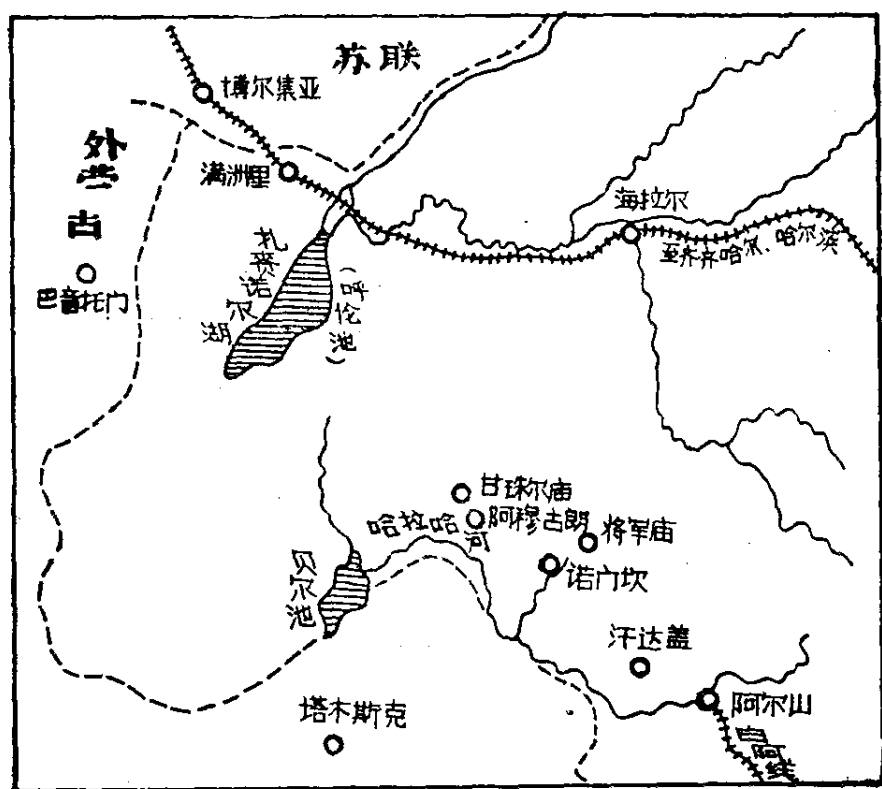 苏联
博尔集亚
外蒙古
满洲里
海拉尔
至齐齐哈尔、哈尔滨
巴音托门
扎赉诺尔湖
(呼伦池)
甘珠尔庙
阿穆古朗
哈拉哈河
将军庙
诺门坎
贝尔池
汗达盖
塔木斯克
阿尔山
白阿线